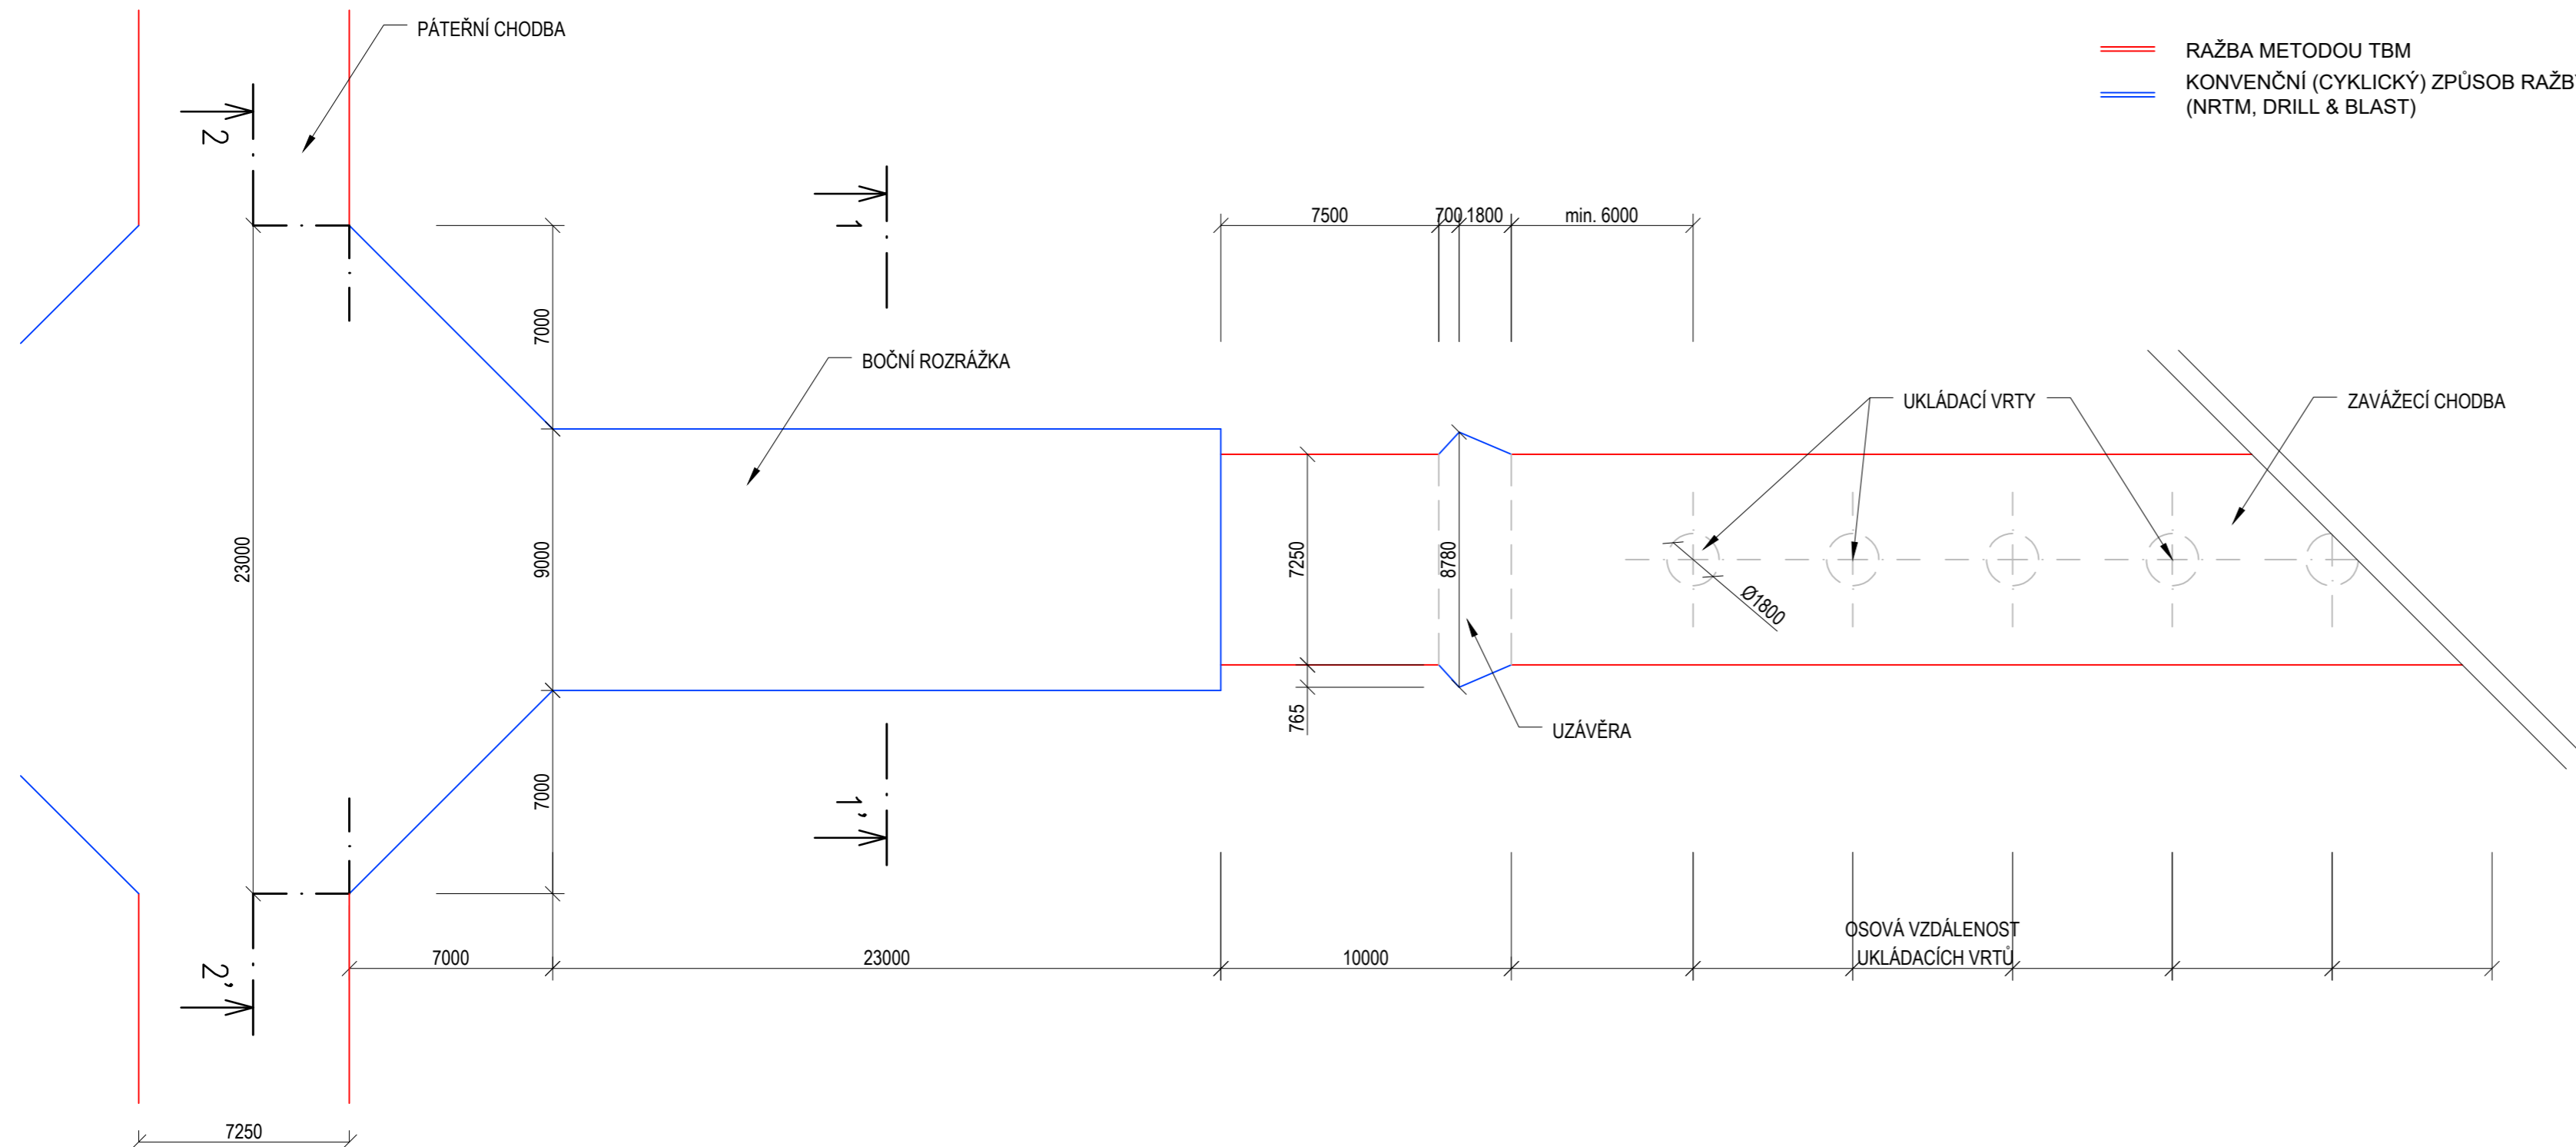 PÁTEŘNÍ CHODBA
RAŽBA METODOU TBM
KONVENČNÍ (CYKLICKÝ) ZPŮSOB RAŽBY
(NRTM, DRILL & BLAST)
2
1
7500
700
1800
min. 6000
7000
BOČNÍ ROZRÁŽKA
UKLÁDACÍ VRTY
ZAVÁŽECÍ CHODBA
23000
9000
7250
8780
Ø1800
765
UZÁVĚRA
7000
1'
2'
OSOVÁ VZDÁLENOST
UKLÁDACÍCH VRTŮ
7000
23000
10000
7250